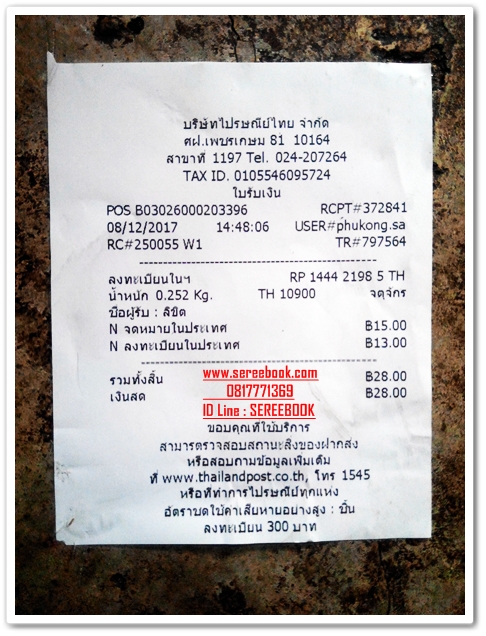 บริษัทไปรษณีย์ไทย จำกัด
ศฝ.เพชรเกษม 81 10164
สาขาที่ 1197 Tel. 024-207264
TAX ID. 0105546095724
ใบรับเงิน
POS B03026000203396 RCPT#372841
08/12/2017 14:48:06 USER#phukong.sa
RC#250055 W1 TR#797564
ลงทะเบียนในฯ RP 1444 2198 5 TH
น้ำหนัก 0.252 Kg. TH 10900 จตุจักร
ชื่อผู้รับ : ลิขิต
N จดหมายในประเทศ ฿15.00
N ลงทะเบียนในประเทศ ฿13.00
www.sereebook.com
รวมทั้งสิ้น ฿28.00
0817771369
เงินสด ฿28.00
ID Line : SEREEBOOK
ขอบคุณที่ใช้บริการ
สามารตรวจสอบสถานะสิ่งของฝากส่ง
หรือสอบถามข้อมูลเพิ่มเติม
ที่ www.thailandpost.co.th, โทร 1545
หรือที่ทำการไปรษณีย์ทุกแห่ง
อัตราชดใช้ค่าเสียหายอย่างสูง : ชิ้น
ลงทะเบียน 300 บาท